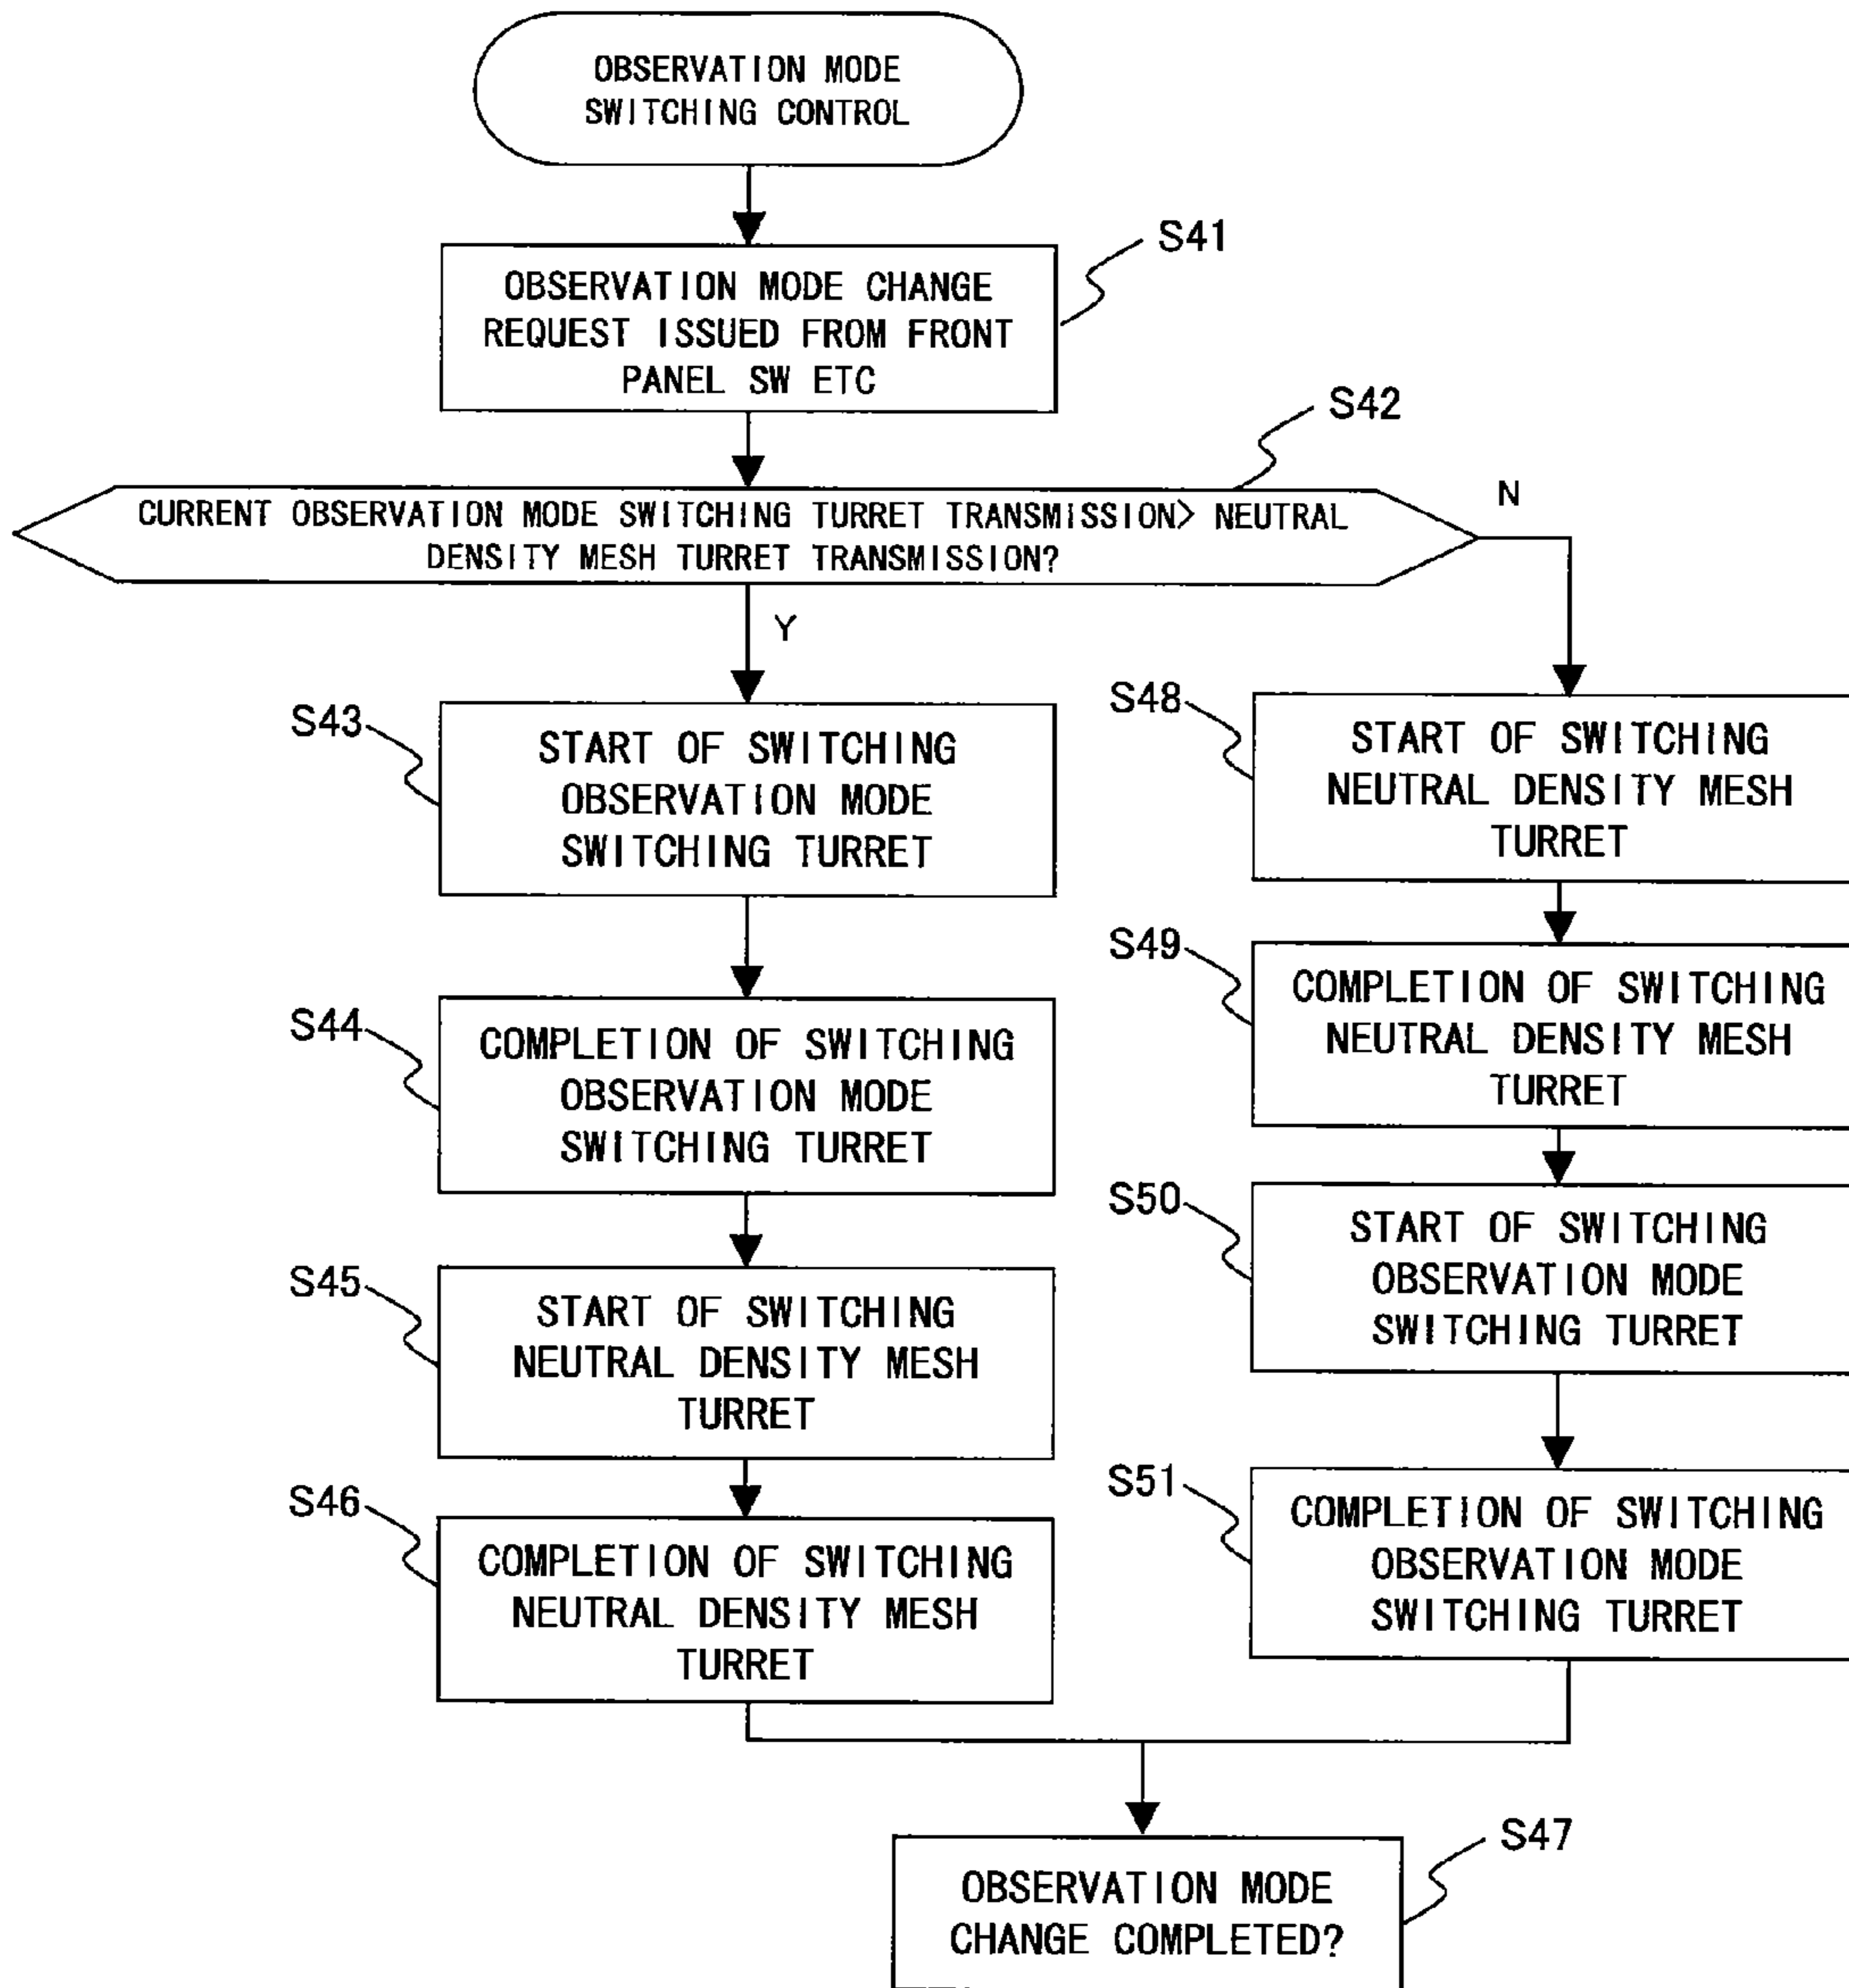 OBSERVATION MODE
SWITCHING CONTROL
S41
OBSERVATION MODE CHANGE
REQUEST ISSUED FROM FRONT
PANEL SW ETC
S42
CURRENT OBSERVATION MODE SWITCHING TURRET TRANSMISSION> NEUTRAL
DENSITY MESH TURRET TRANSMISSION?
N
Y
S43
START OF SWITCHING
OBSERVATION MODE
SWITCHING TURRET
S44
COMPLETION OF SWITCHING
OBSERVATION MODE
SWITCHING TURRET
S45
START OF SWITCHING
NEUTRAL DENSITY MESH
TURRET
S46
COMPLETION OF SWITCHING
NEUTRAL DENSITY MESH
TURRET
S48
START OF SWITCHING
NEUTRAL DENSITY MESH
TURRET
S49
COMPLETION OF SWITCHING
NEUTRAL DENSITY MESH
TURRET
S50
START OF SWITCHING
OBSERVATION MODE
SWITCHING TURRET
S51
COMPLETION OF SWITCHING
OBSERVATION MODE
SWITCHING TURRET
S47
OBSERVATION MODE
CHANGE COMPLETED?